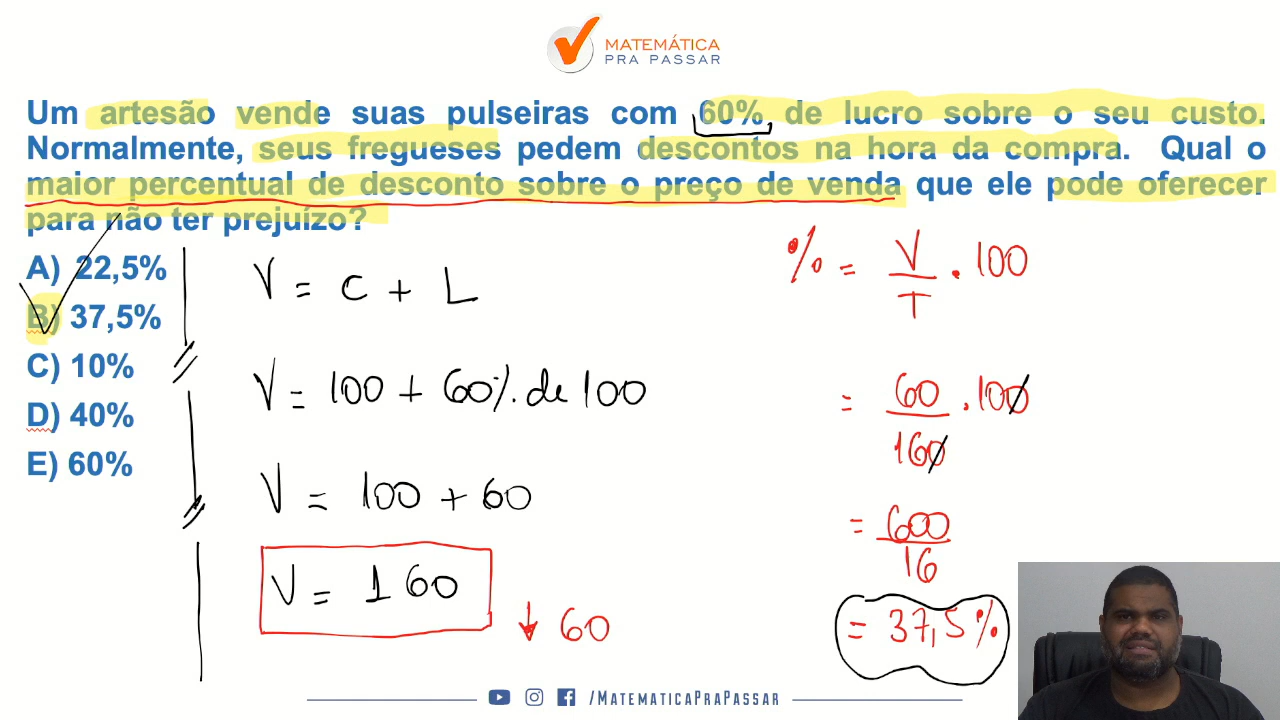 MATEMÁTICA
PRA PASSAR
Um artesão vende suas pulseiras com 60% de lucro sobre o seu custo.
Normalmente, seus fregueses pedem descontos na hora da compra. Qual o
maior percentual de desconto sobre o preço de venda que ele pode oferecer
para não ter prejuízo?
A) 22,5%
B) 37,5%
C) 10%
D) 40%
E) 60%
V = C + L
V = 100 + 60% de 100
V = 100 + 60
V = 160
↓ 60
% = V/T . 100
= 60/160 . 100
= 600/16
= 37,5%
/MatematicaPraPassar